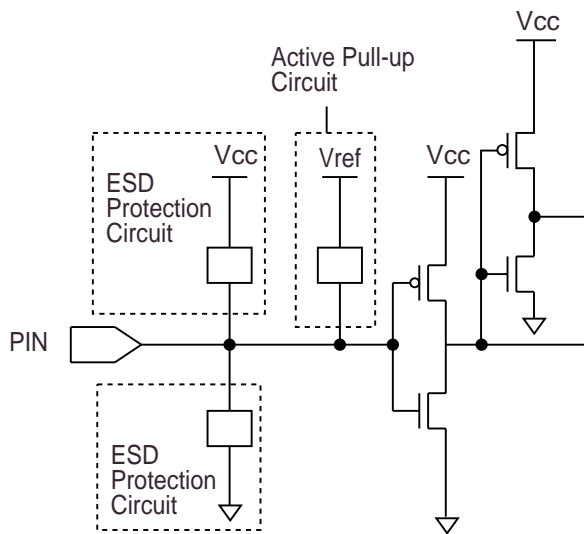 Vcc
Active Pull-up
Circuit
Vcc
Vref
Vcc
ESD
Protection
Circuit
PIN
ESD
Protection
Circuit